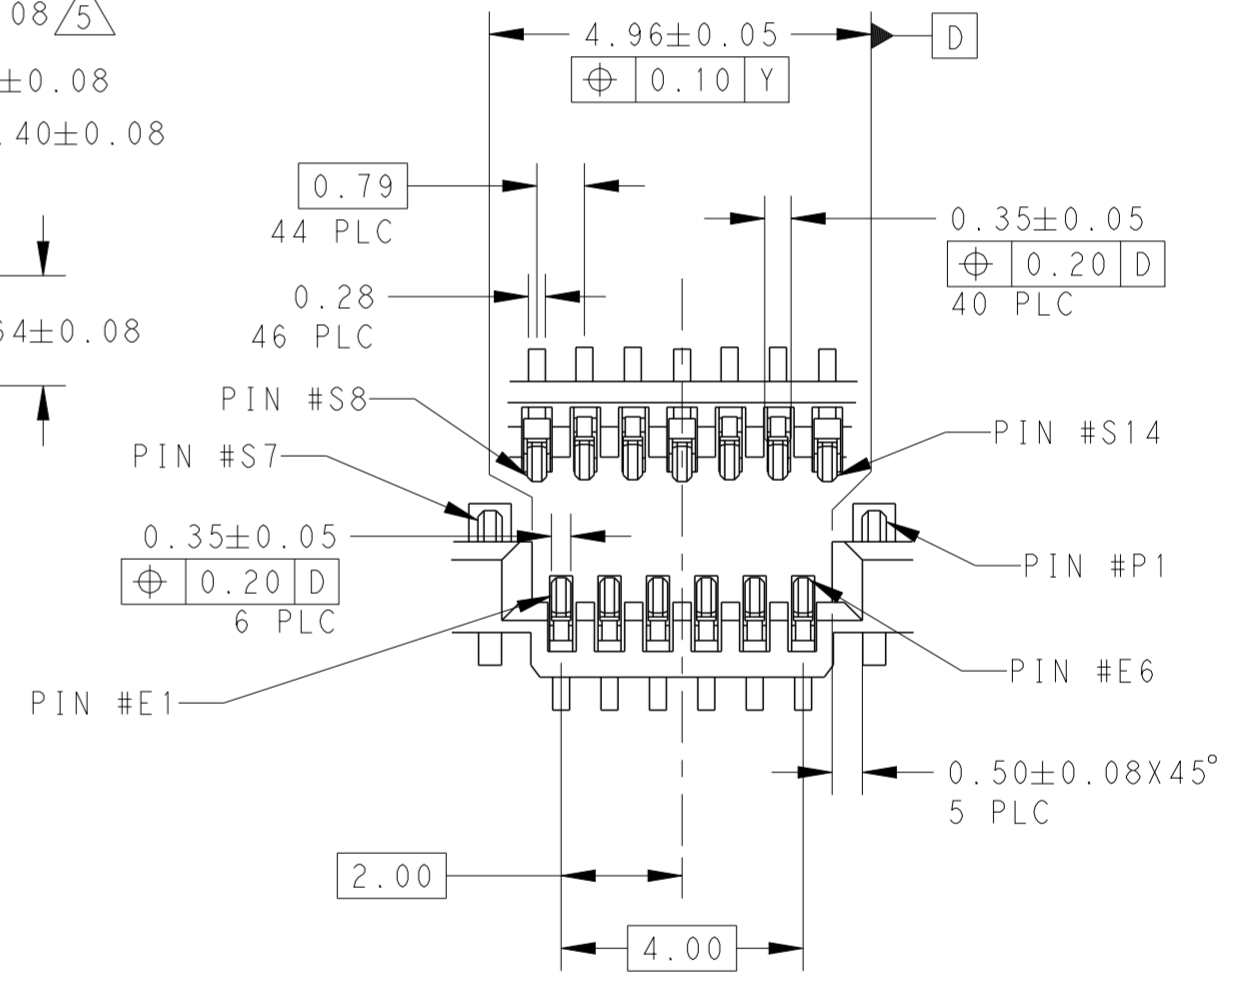 08 5
±0.08
.40±0.08
64±0.08
4.96±0.05
⌖ 0.10 Y
D
0.79
44 PLC
0.28
46 PLC
0.35±0.05
⌖ 0.20 D
40 PLC
PIN #S8
PIN #S7
PIN #S14
0.35±0.05
⌖ 0.20 D
6 PLC
PIN #P1
PIN #E1
PIN #E6
0.50±0.08X45°
5 PLC
2.00
4.00